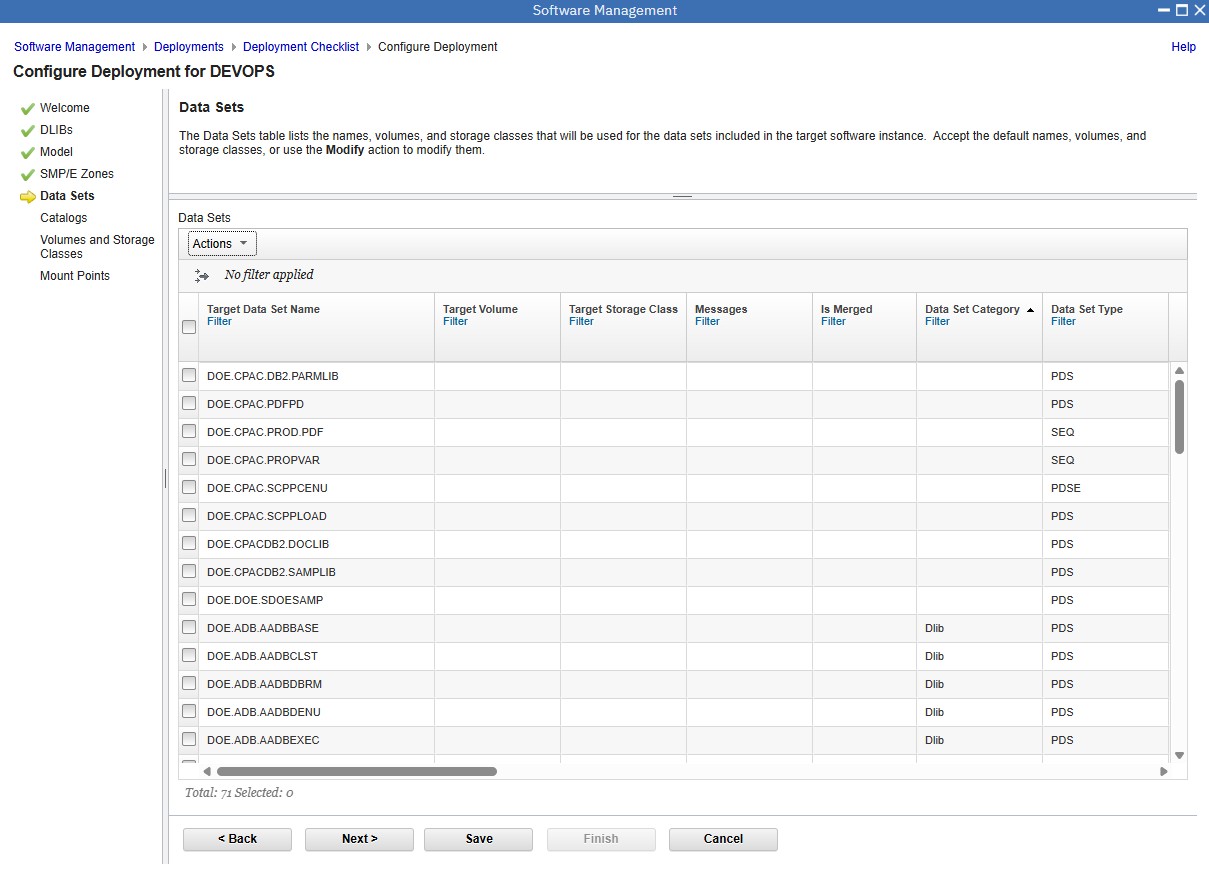 Software Management
Software Management Deployments Deployment Checklist Configure Deployment Help
Configure Deployment for DEVOPS
Welcome
DLIBs
Model
SMP/E Zones
Data Sets
Catalogs
Volumes and Storage
Classes
Mount Points
Data Sets
The Data Sets table lists the names, volumes, and storage classes that will be used for the data sets included in the target software instance. Accept the default names, volumes, and
storage classes, or use the Modify action to modify them.
Data Sets
Actions
No filter applied
Target Data Set Name Target Volume Target Storage Class Messages Is Merged Data Set Category Data Set Type
Filter Filter Filter Filter Filter Filter Filter
DOE.CPAC.DB2.PARMLIB PDS
DOE.CPAC.PDFPD PDS
DOE.CPAC.PROD.PDF SEQ
DOE.CPAC.PROPVAR SEQ
DOE.CPAC.SCPPCENU PDSE
DOE.CPAC.SCPPLOAD PDS
DOE.CPACDB2.DOCLIB PDS
DOE.CPACDB2.SAMPLIB PDS
DOE.DOE.SDOESAMP PDS
DOE.ADB.AADBBASE Dlib PDS
DOE.ADB.AADBCLST Dlib PDS
DOE.ADB.AADBDBRM Dlib PDS
DOE.ADB.AADBDENU Dlib PDS
DOE.ADB.AADBEXEC Dlib PDS
Total: 71 Selected: 0
< Back Next > Save Finish Cancel